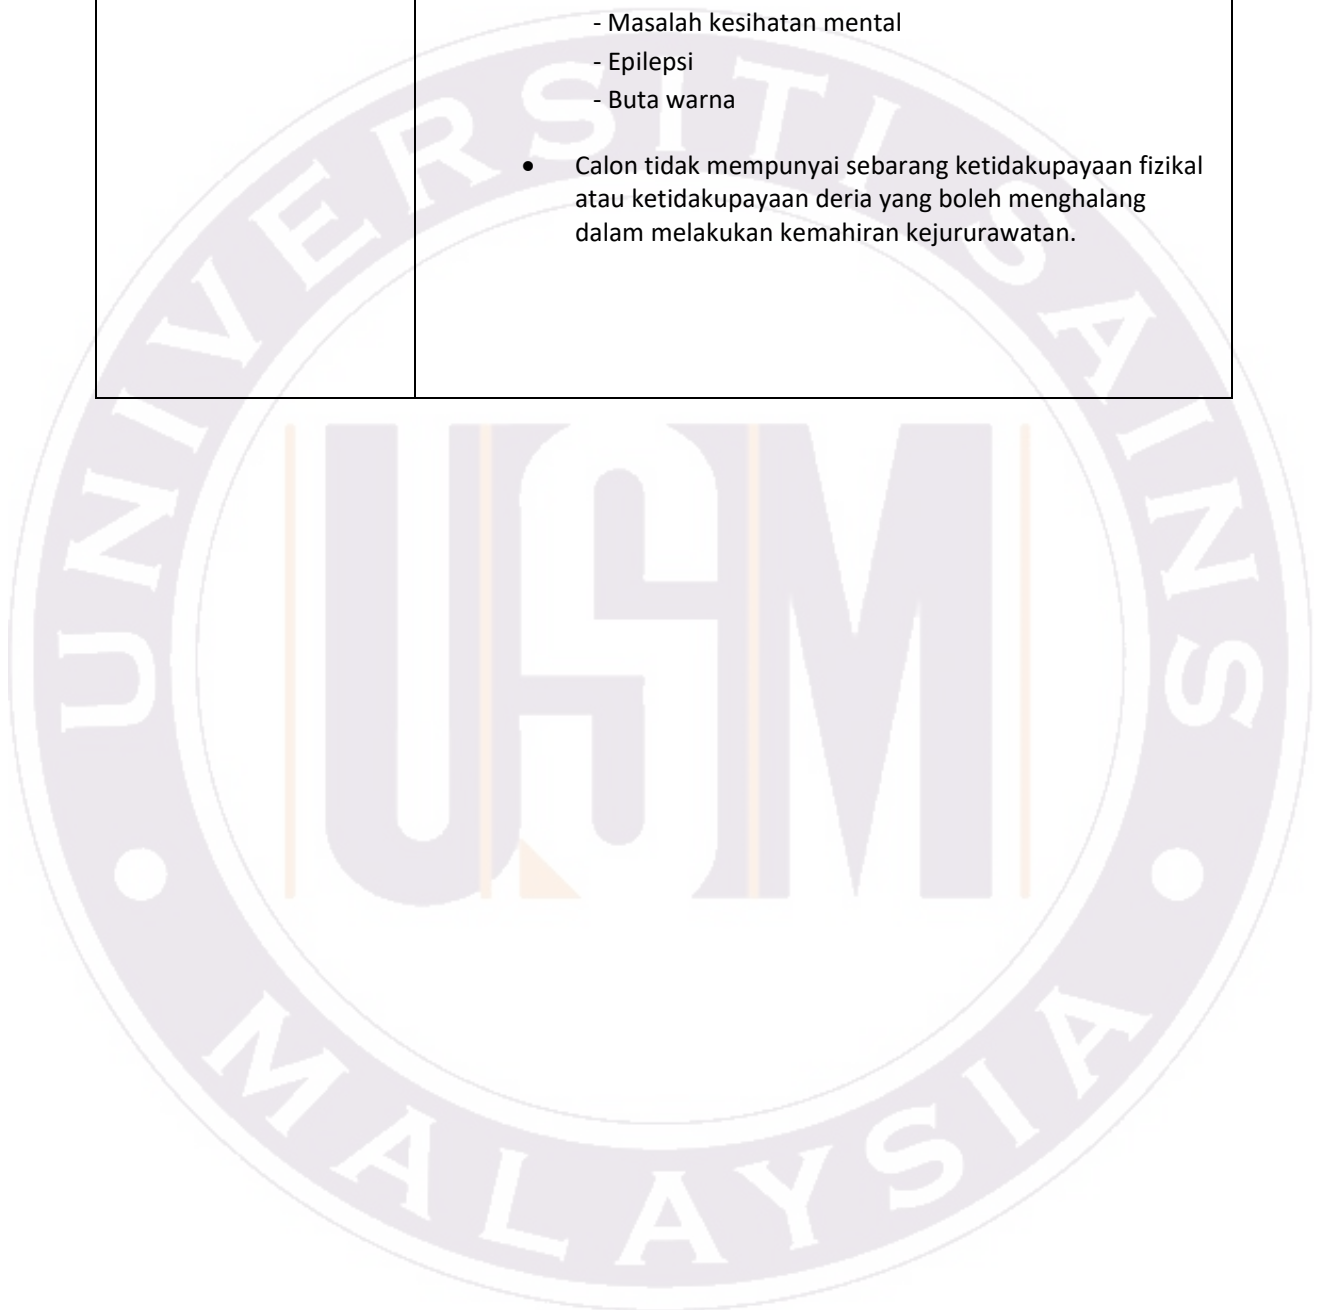 - Masalah kesihatan mental
- Epilepsi
- Buta warna
• Calon tidak mempunyai sebarang ketidakupayaan fizikal
atau ketidakupayaan deria yang boleh menghalang
dalam melakukan kemahiran kejururawatan.
UNIVERSITI SAINS
USM
• MALAYSIA •